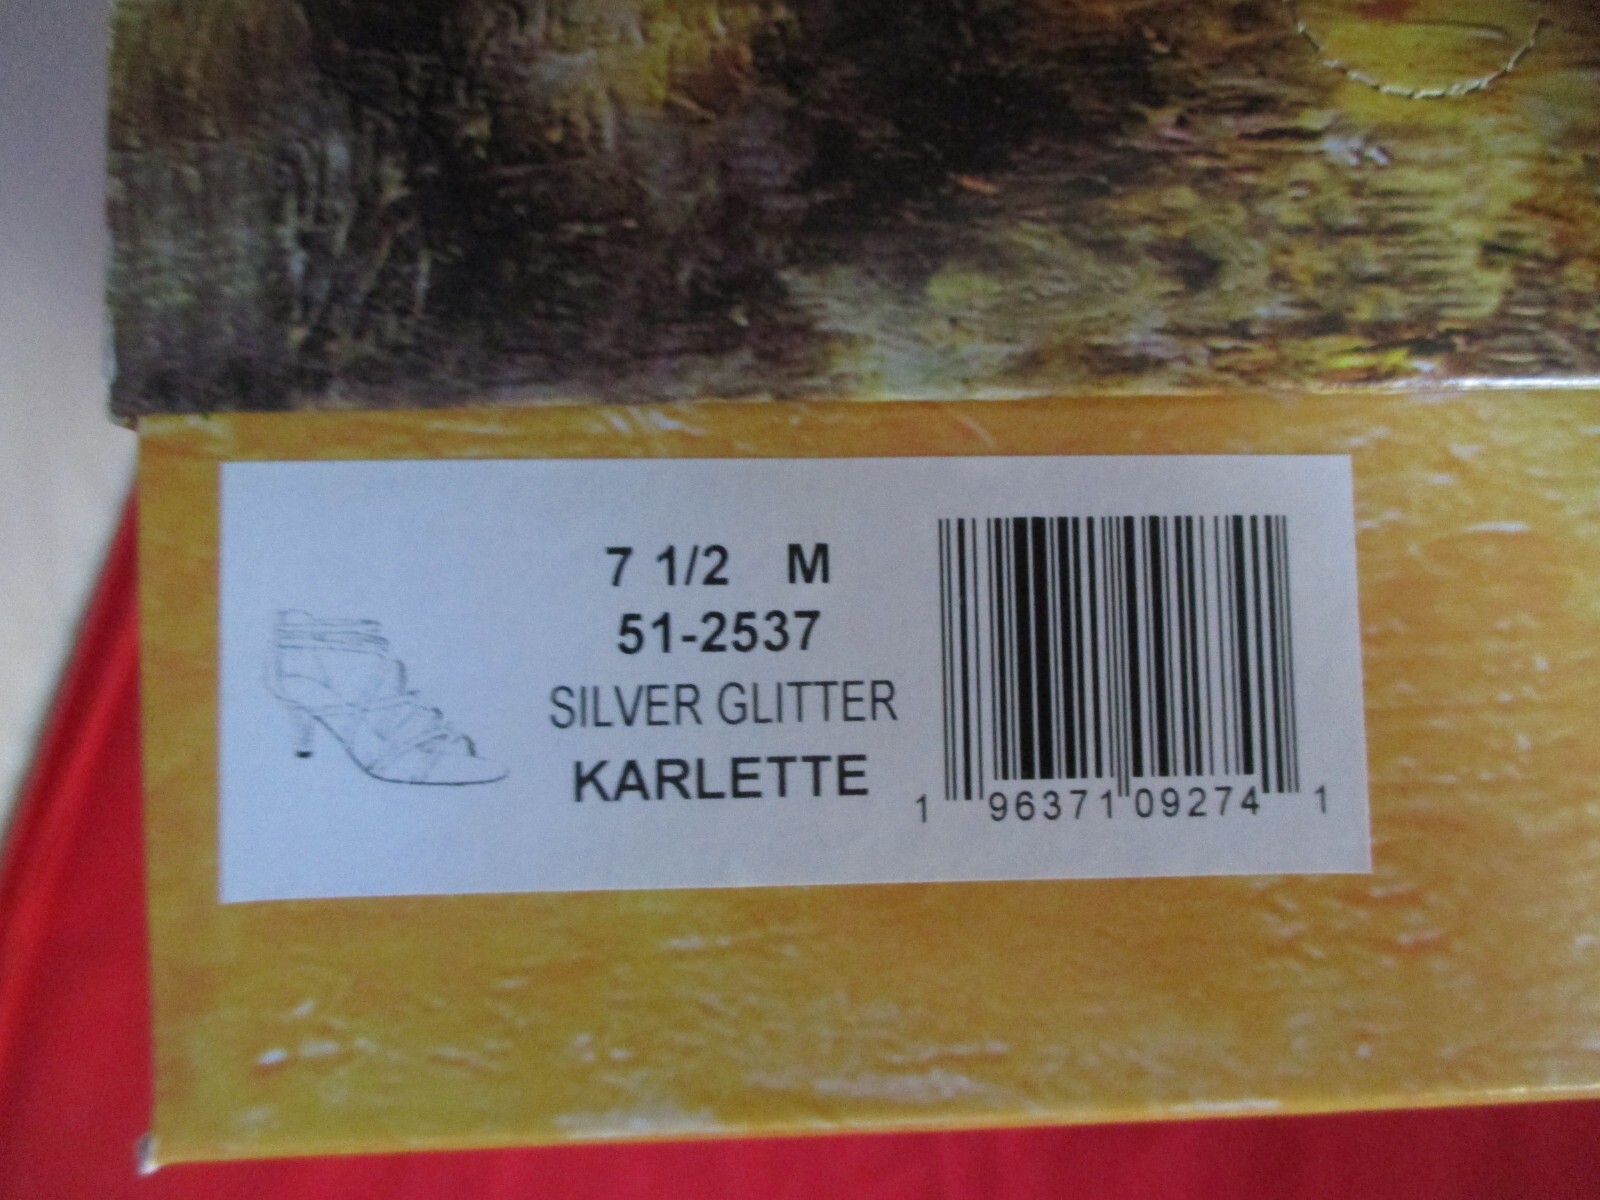 7 1/2 M
51-2537
SILVER GLITTER
KARLETTE
1 96371 09274 1